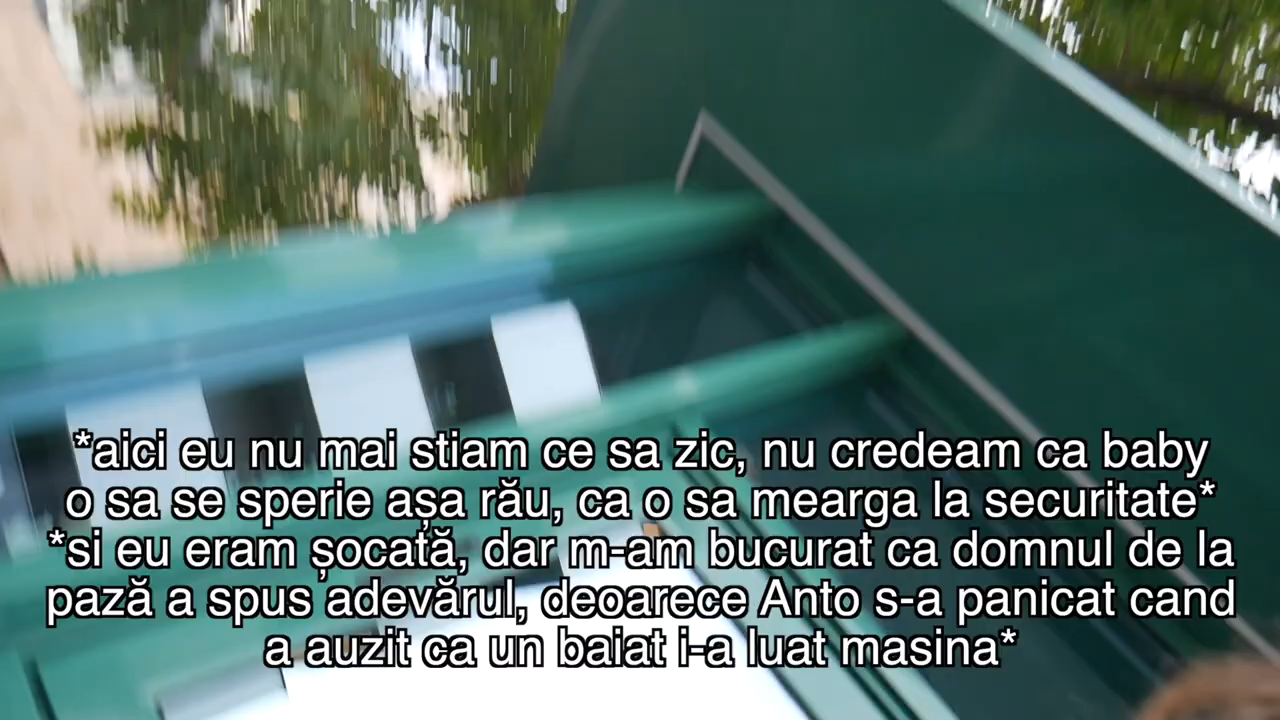 *aici eu nu mai stiam ce sa zic, nu credeam ca baby
o sa se sperie așa rău, ca o sa mearga la securitate*
*si eu eram șocată, dar m-am bucurat ca domnul de la
pază a spus adevărul, deoarece Anto s-a panicat cand
a auzit ca un baiat i-a luat masina*